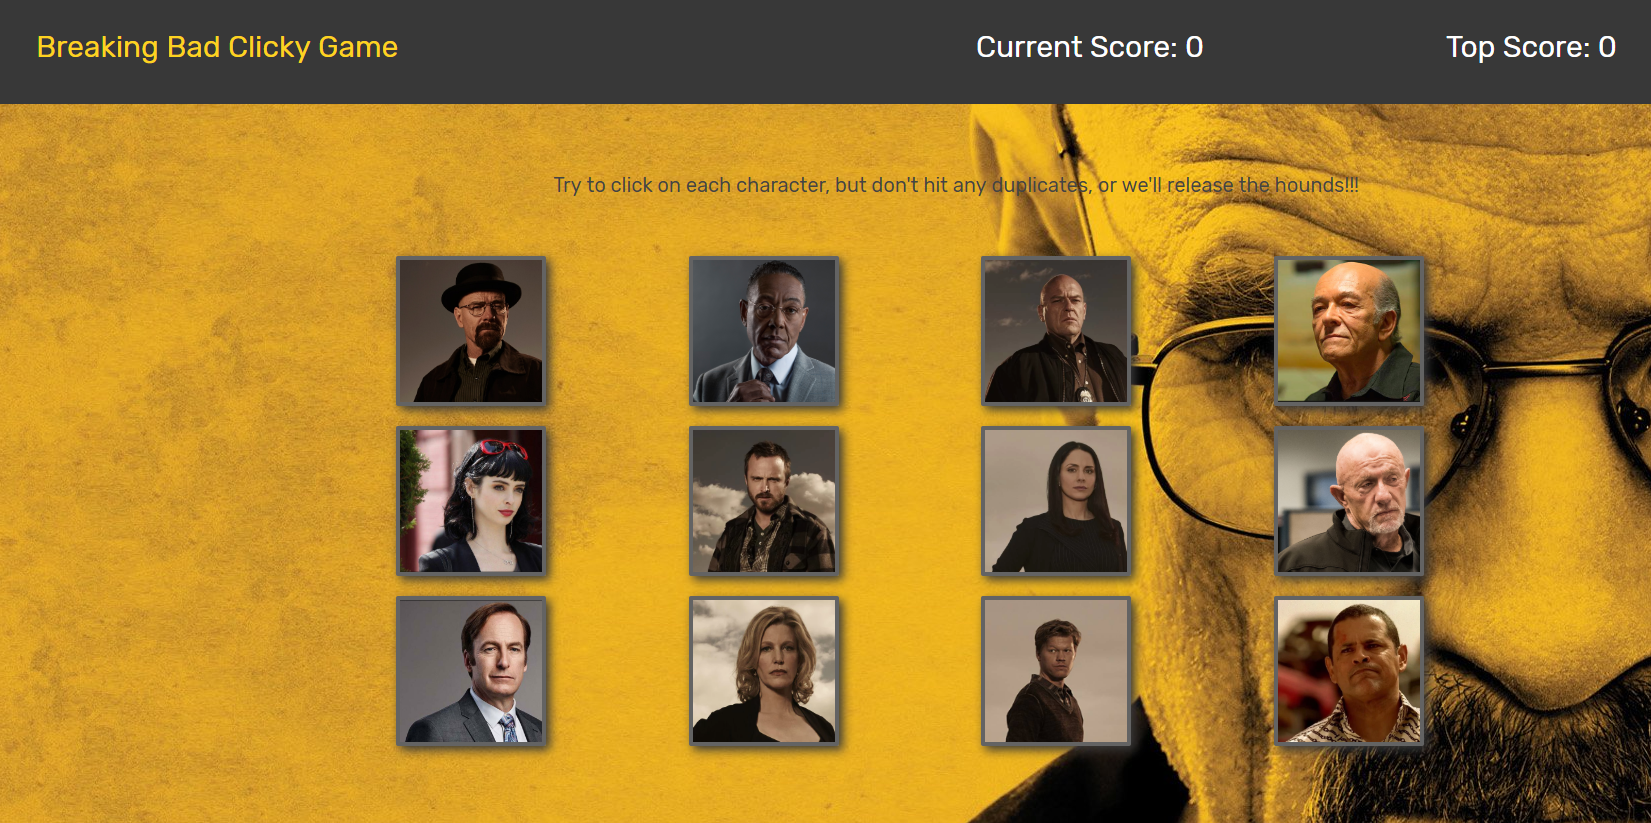 Breaking Bad Clicky Game
Current Score: 0
Top Score: 0
Try to click on each character, but don't hit any duplicates, or we'll release the hounds!!!